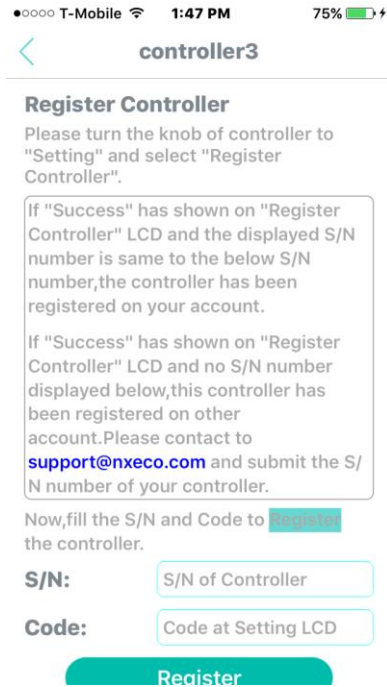 T-Mobile 1:47 PM 75%
controller3
Register Controller
Please turn the knob of controller to
"Setting" and select "Register
Controller".
If "Success" has shown on "Register
Controller" LCD and the displayed S/N
number is same to the below S/N
number,the controller has been
registered on your account.
If "Success" has shown on "Register
Controller" LCD and no S/N number
displayed below,this controller has
been registered on other
account.Please contact to
support@nxeco.com and submit the S/
N number of your controller.
Now,fill the S/N and Code to Register
the controller.
S/N: S/N of Controller
Code: Code at Setting LCD
Register